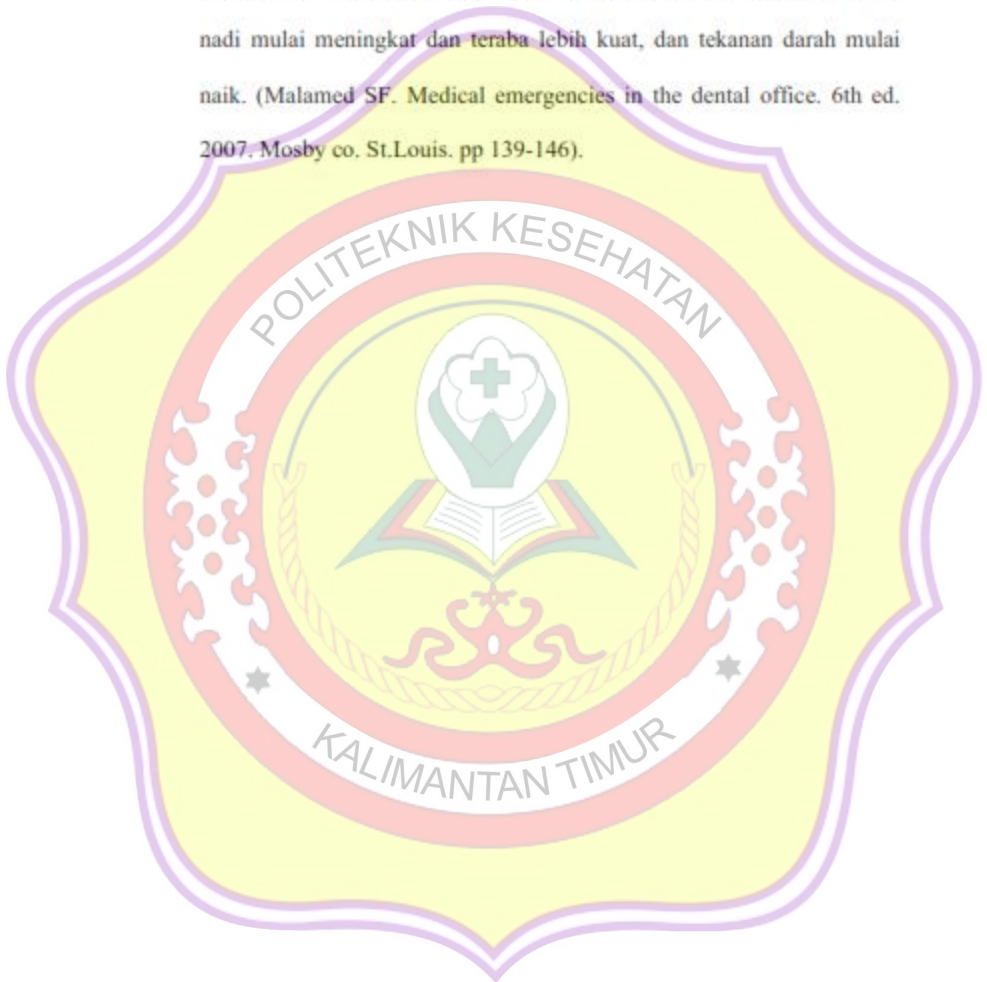 nadi mulai meningkat dan teraba lebih kuat, dan tekanan darah mulai
naik. (Malamed SF. Medical emergencies in the dental office. 6th ed.
2007. Mosby co. St.Louis. pp 139-146).
POLITEKNIK KESEHATAN
KALIMANTAN TIMUR